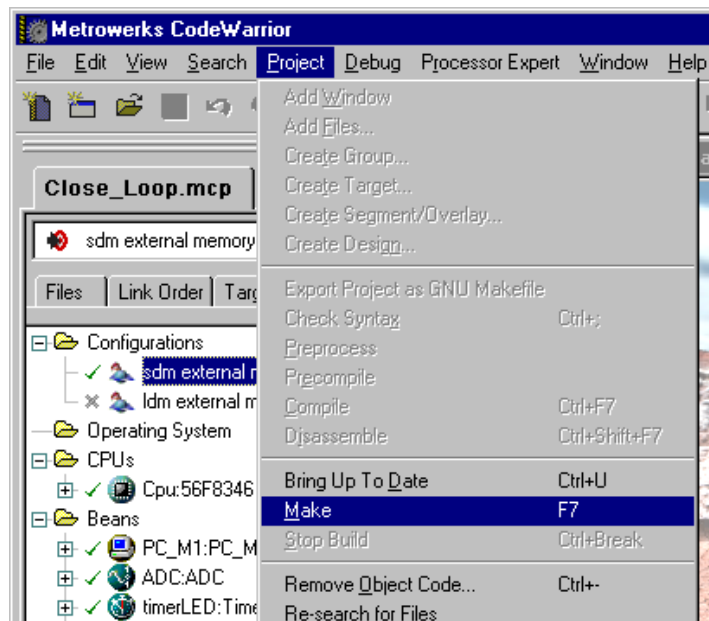 Metrowerks CodeWarrior
File Edit View Search Project Debug Processor Expert Window Help
Add Window
Add Files...
Create Group...
Create Target...
Create Segment/Overlay...
Create Design...
Export Project as GNU Makefile
Check Syntax Ctrl+;
Preprocess
Precompile
Compile Ctrl+F7
Disassemble Ctrl+Shift+F7
Bring Up To Date Ctrl+U
Make F7
Stop Build Ctrl+Break
Remove Object Code... Ctrl+-
Re-search for Files
Close_Loop.mcp
sdm external memory
Files Link Order
Configurations
sdm external
ldm external
Operating System
CPUs
Cpu:56F8346
Beans
PC_M1:PC_M
ADC:ADC
timerLED:Time